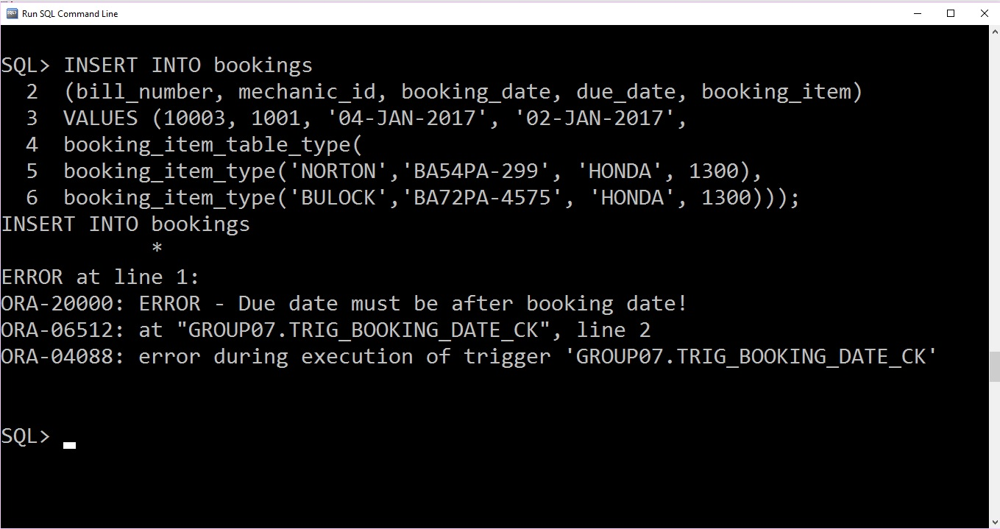 Run SQL Command Line
SQL> INSERT INTO bookings
2 (bill_number, mechanic_id, booking_date, due_date, booking_item)
3 VALUES (10003, 1001, '04-JAN-2017', '02-JAN-2017',
4 booking_item_table_type(
5 booking_item_type('NORTON','BA54PA-299', 'HONDA', 1300),
6 booking_item_type('BULOCK','BA72PA-4575', 'HONDA', 1300)));
INSERT INTO bookings
*
ERROR at line 1:
ORA-20000: ERROR - Due date must be after booking date!
ORA-06512: at "GROUP07.TRIG_BOOKING_DATE_CK", line 2
ORA-04088: error during execution of trigger 'GROUP07.TRIG_BOOKING_DATE_CK'
SQL>